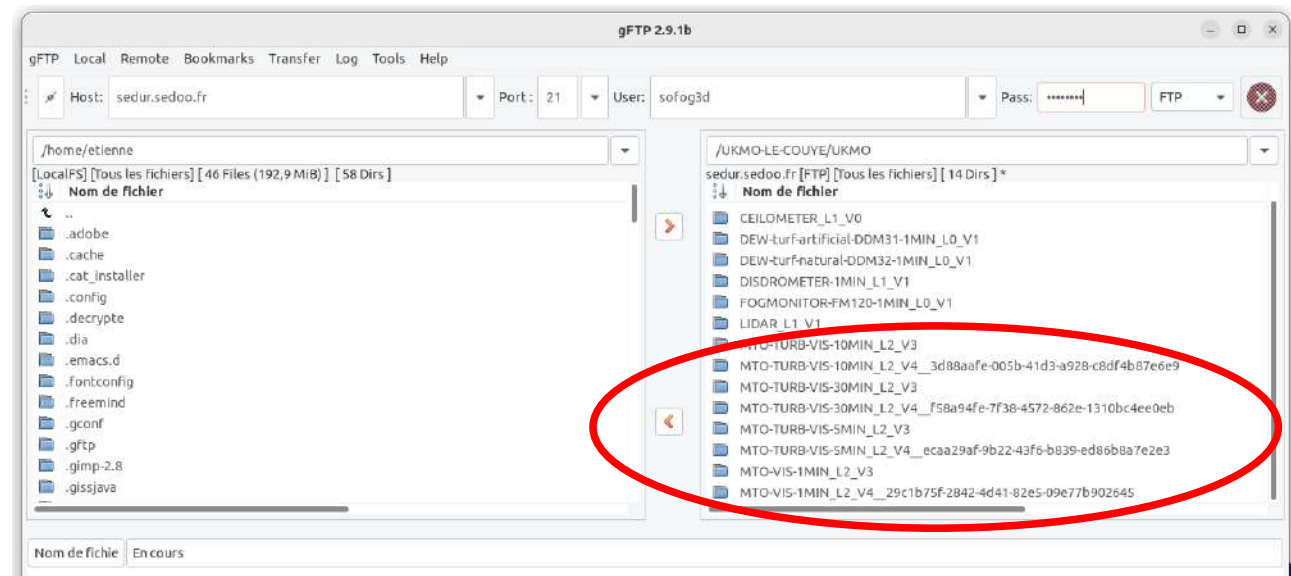 gFTP 2.9.1b
gFTP Local Remote Bookmarks Transfer Log Tools Help
Host: sedur.sedoo.fr Port: 21 User: sofog3d Pass: •••••••• FTP
/home/etienne
[LocalFS] [Tous les fichiers] [ 46 Files (192,9 MiB) ] [ 58 Dirs ]
Nom de fichier
..
.adobe
.cache
.cat_installer
.config
.decrypte
.dia
.emacs.d
.fontconfig
.freemind
.gconf
.gftp
.gimp-2.8
.gissjava
/UKMO-LE-COUYE/UKMO
sedur.sedoo.fr [FTP] [Tous les fichiers] [ 14 Dirs ] *
Nom de fichier
CEILOMETER_L1_V0
DEW-turf-artificial-DDM31-1MIN_L0_V1
DEW-turf-natural-DDM32-1MIN_L0_V1
DISDROMETER-1MIN_L1_V1
FOGMONITOR-FM120-1MIN_L0_V1
LIDAR_L1_V1
MTO-TURB-VIS-10MIN_L2_V3
MTO-TURB-VIS-10MIN_L2_V4__3d88aafe-005b-41d3-a928-c8df4b87e6e9
MTO-TURB-VIS-30MIN_L2_V3
MTO-TURB-VIS-30MIN_L2_V4__f58a94fe-7f38-4572-862e-1310bc4ee0eb
MTO-TURB-VIS-5MIN_L2_V3
MTO-TURB-VIS-5MIN_L2_V4__ecaa29af-9b22-43f6-b839-ed86b8a7e2e3
MTO-VIS-1MIN_L2_V3
MTO-VIS-1MIN_L2_V4__29c1b75f-2842-4d41-82e5-09e77b902645
Nom de fichie En cours